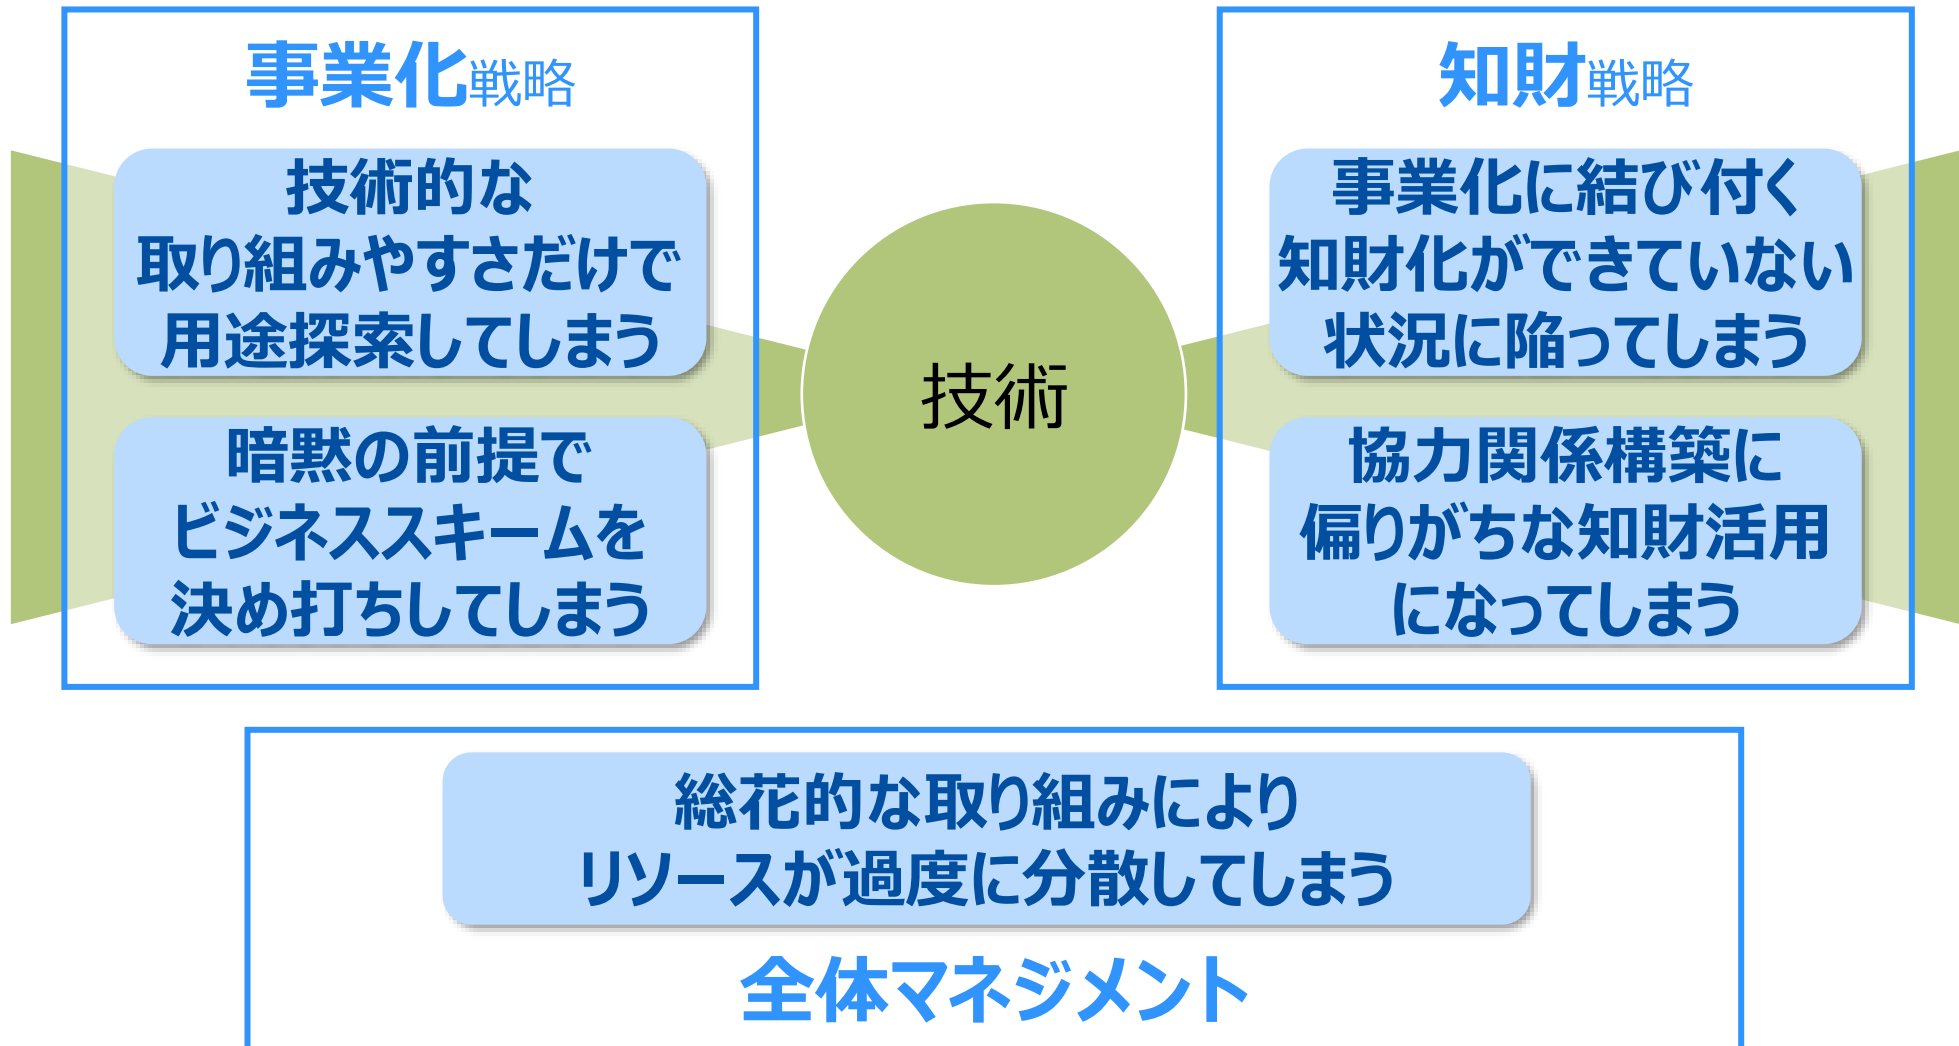 事業化戦略
技術的な
取り組みやすさだけで
用途探索してしまう
暗黙の前提で
ビジネススキームを
決め打ちしてしまう
技術
知財戦略
事業化に結び付く
知財化ができていない
状況に陥ってしまう
協力関係構築に
偏りがちな知財活用
になってしまう
総花的な取り組みにより
リソースが過度に分散してしまう
全体マネジメント